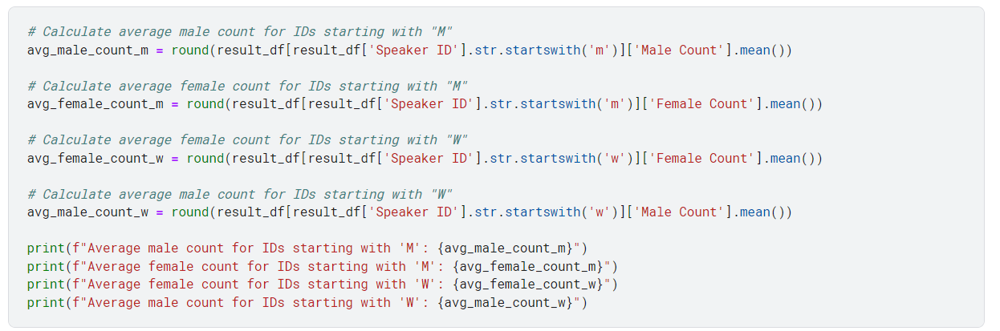 # Calculate average male count for IDs starting with "M"
avg_male_count_m = round(result_df[result_df['Speaker ID'].str.startswith('m')]['Male Count'].mean())
# Calculate average female count for IDs starting with "M"
avg_female_count_m = round(result_df[result_df['Speaker ID'].str.startswith('m')]['Female Count'].mean())
# Calculate average female count for IDs starting with "W"
avg_female_count_w = round(result_df[result_df['Speaker ID'].str.startswith('w')]['Female Count'].mean())
# Calculate average male count for IDs starting with "W"
avg_male_count_w = round(result_df[result_df['Speaker ID'].str.startswith('w')]['Male Count'].mean())
print(f"Average male count for IDs starting with 'M': {avg_male_count_m}")
print(f"Average female count for IDs starting with 'M': {avg_female_count_m}")
print(f"Average female count for IDs starting with 'W': {avg_female_count_w}")
print(f"Average male count for IDs starting with 'W': {avg_male_count_w}")